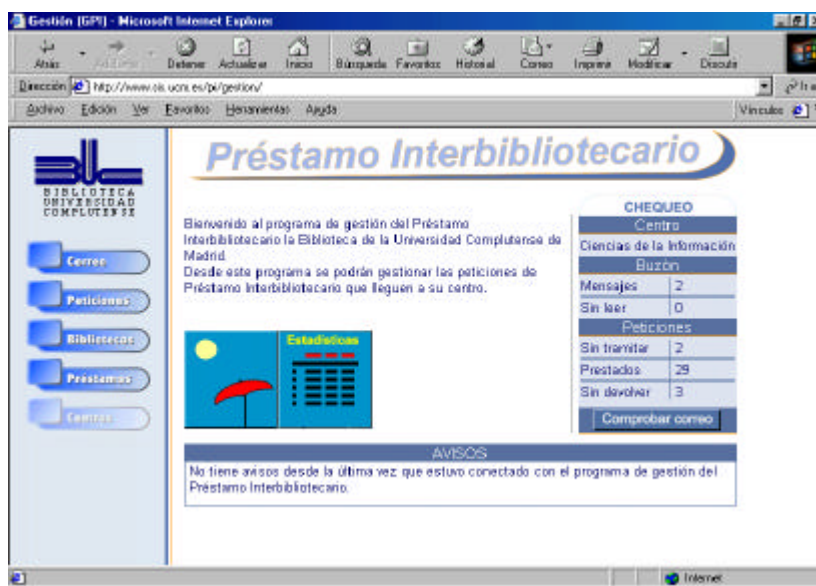 Gestión (GPI) - Microsoft Internet Explorer
Atrás Detener Actualizar Inicio Búsqueda Favoritos Historial Correo Imprimir Modificar Discutir
Dirección http://www.cis.ucm.es/pi/gestion/
Archivo Edición Ver Favoritos Herramientas Ayuda Vínculos
BIBLIOTECA
UNIVERSIDAD
COMPLUTENSE
Correo
Peticiones
Bibliotecas
Préstamos
Centros
Préstamo Interbibliotecario
Bienvenido al programa de gestión del Préstamo
Interbibliotecario la Biblioteca de la Universidad Complutense de
Madrid.
Desde este programa se podrán gestionar las peticiones de
Préstamo Interbibliotecario que lleguen a su centro.
Estadísticas
CHEQUEO
Centro
Ciencias de la Información
Buzón
Mensajes 2
Sin leer 0
Peticiones
Sin tramitar 2
Prestados 29
Sin devolver 3
Comprobar correo
AVISOS
No tiene avisos desde la última vez que estuvo conectado con el programa de gestión del
Préstamo Interbibliotecario.
Internet